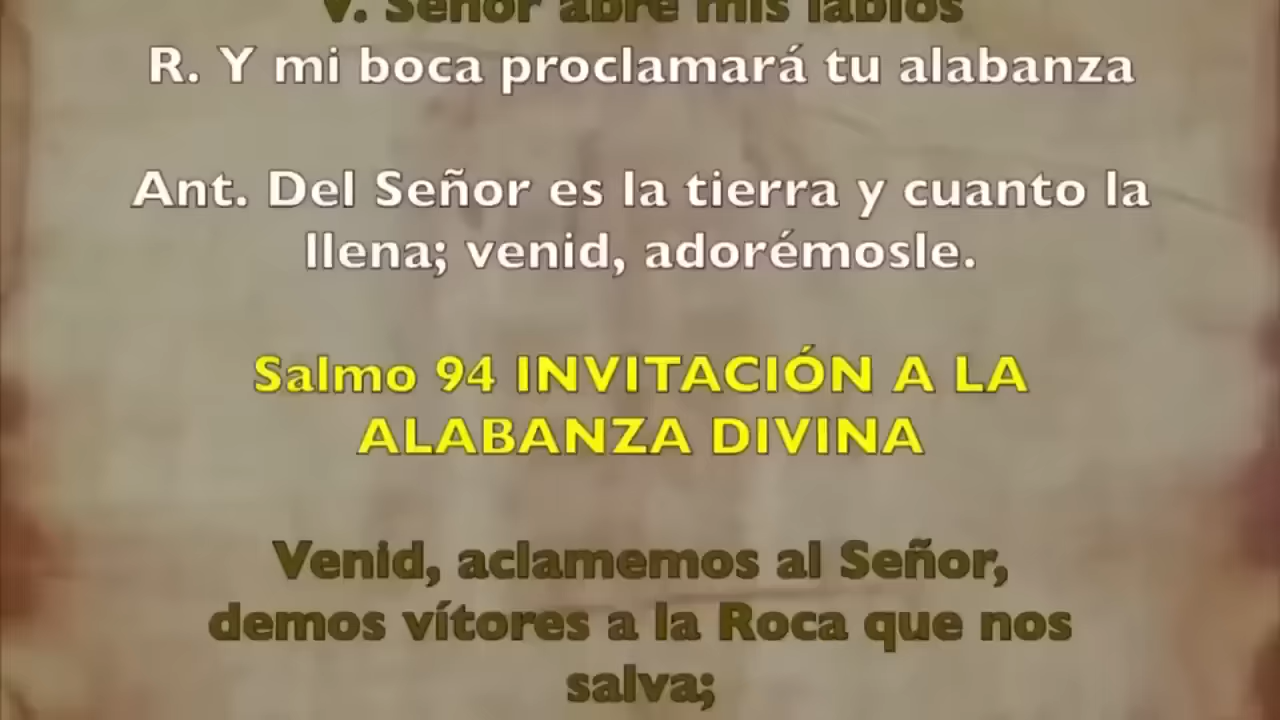 V. Señor abre mis labios
R. Y mi boca proclamará tu alabanza
Ant. Del Señor es la tierra y cuanto la
llena; venid, adorémosle.
Salmo 94 INVITACIÓN A LA
ALABANZA DIVINA
Venid, aclamemos al Señor,
demos vítores a la Roca que nos
salva;